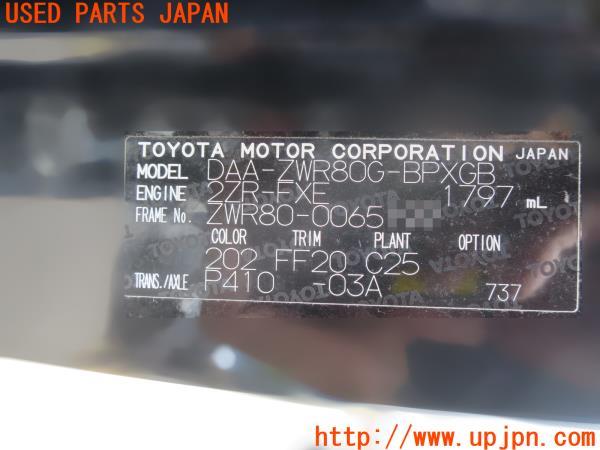 USED PARTS JAPAN
TOYOTA MOTOR CORPORATION JAPAN
MODEL DAA-ZWR80G-BPXGB
ENGINE 2ZR-FXE 1797 mL
FRAME No. ZWR80-0065
COLOR TRIM PLANT OPTION
202 FF20 C25
TRANS./AXLE P410 -03A 737
http://www.upjpn.com/